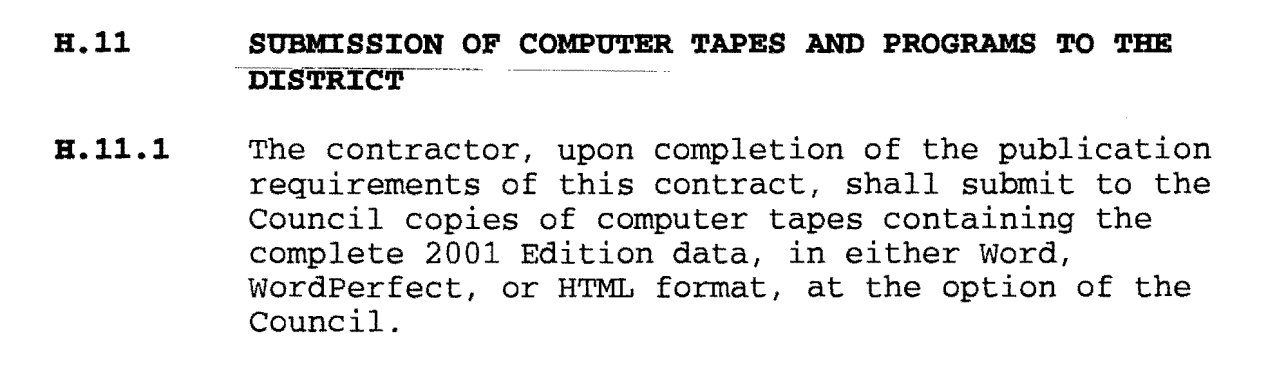 H.11 SUBMISSION OF COMPUTER TAPES AND PROGRAMS TO THE
DISTRICT
H.11.1 The contractor, upon completion of the publication
requirements of this contract, shall submit to the
Council copies of computer tapes containing the
complete 2001 Edition data, in either Word,
WordPerfect, or HTML format, at the option of the
Council.